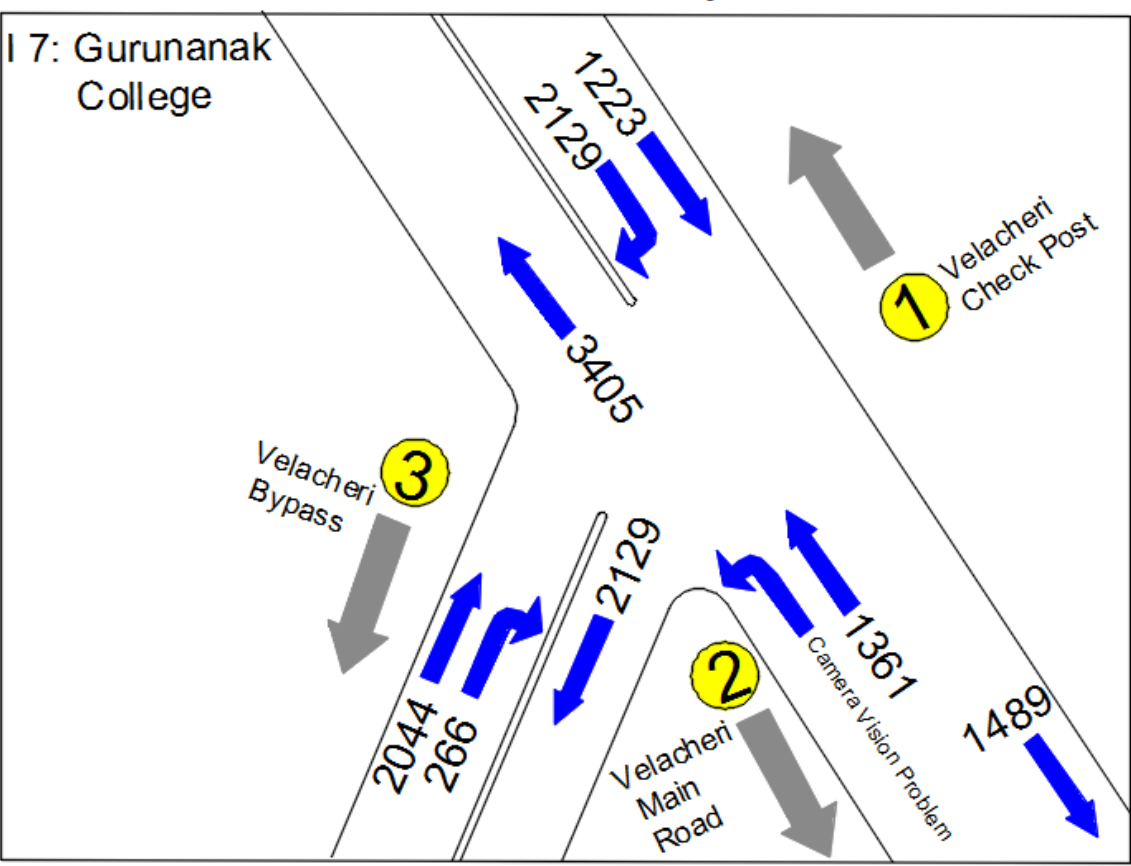 I 7: Gurunanak
College
1223
2129
3405
1
Velacheri
Check Post
3
Velacheri
Bypass
2129
2044
266
2
Velacheri
Main
Road
1361
Camera Vision Problem
1489